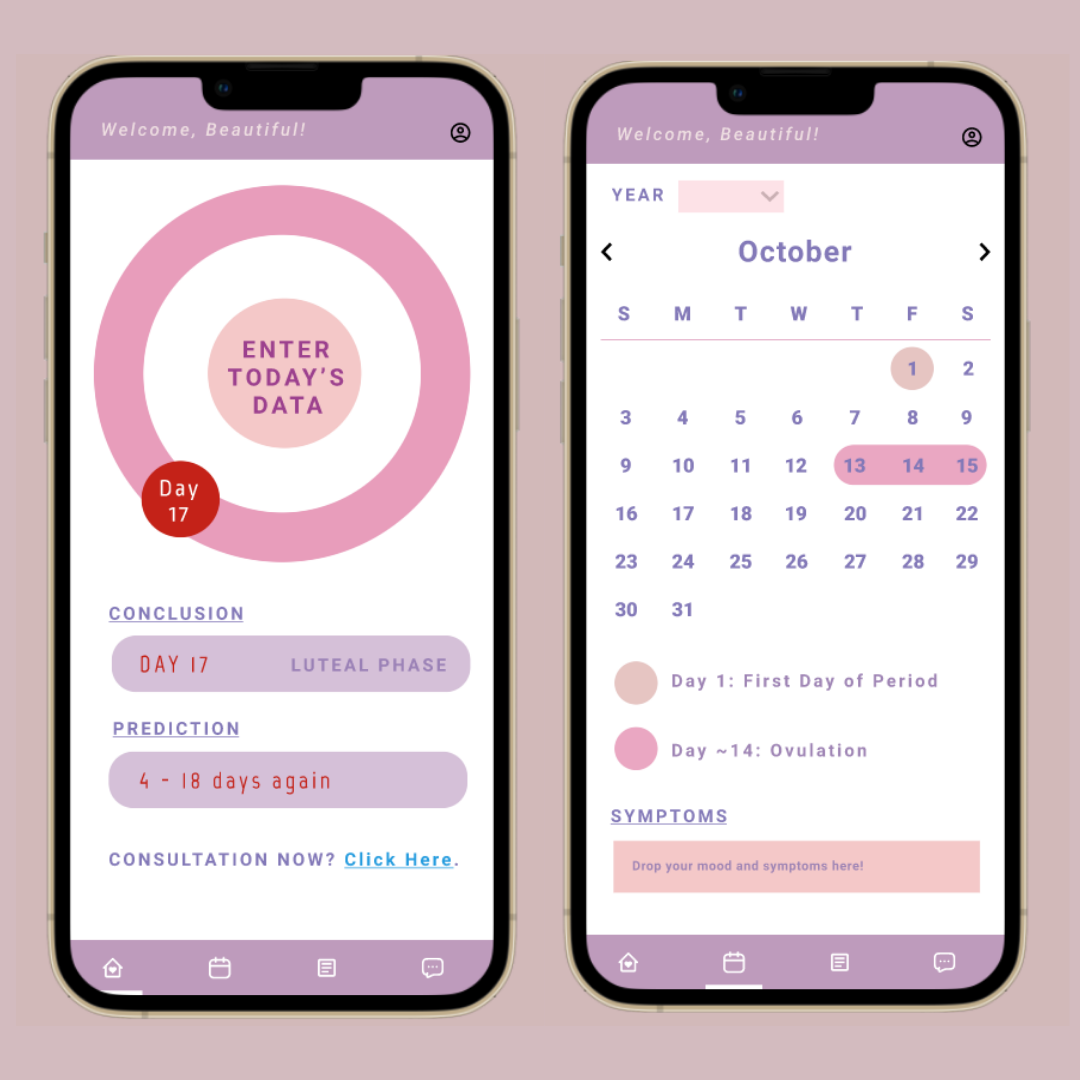 Welcome, Beautiful!
ENTER
TODAY'S
DATA
Day
17
CONCLUSION
DAY 17 LUTEAL PHASE
PREDICTION
4 - 18 days again
CONSULTATION NOW? Click Here.
Welcome, Beautiful!
YEAR
October
S M T W T F S
1 2
3 4 5 6 7 8 9
9 10 11 12 13 14 15
16 17 18 19 20 21 22
23 24 25 26 27 28 29
30 31
Day 1: First Day of Period
Day ~14: Ovulation
SYMPTOMS
Drop your mood and symptoms here!